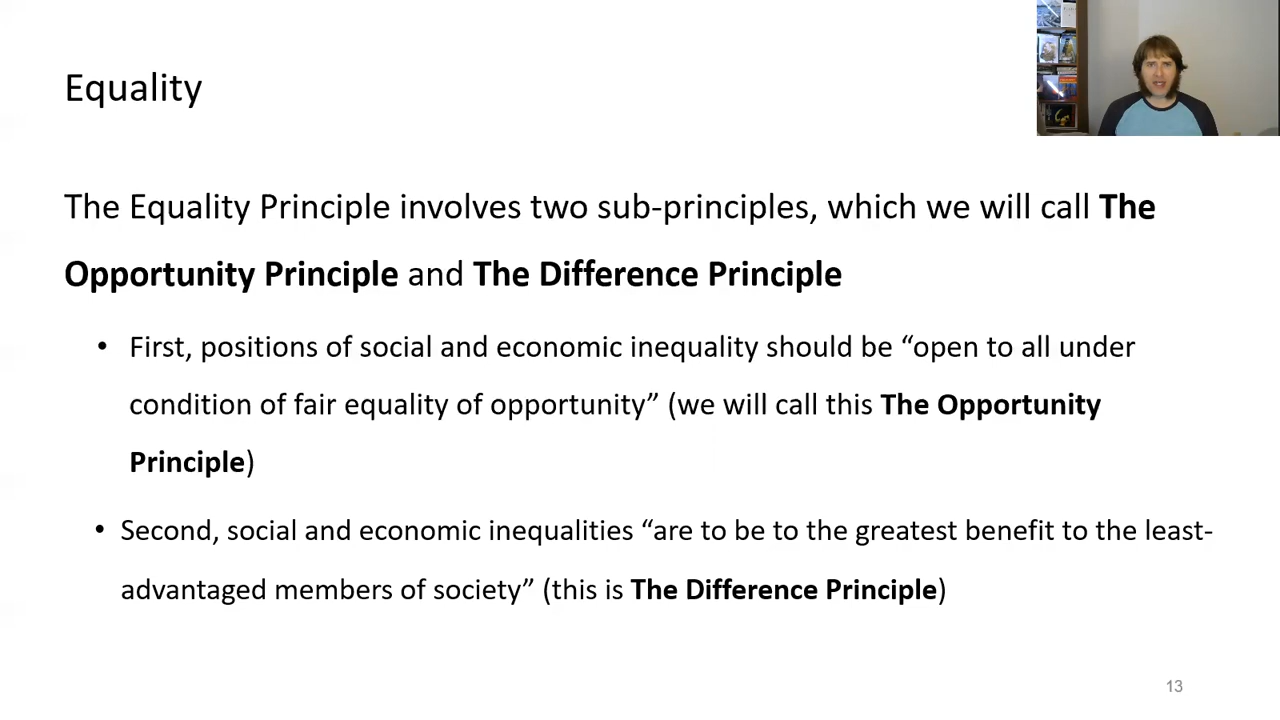 Equality
The Equality Principle involves two sub-principles, which we will call The
Opportunity Principle and The Difference Principle
• First, positions of social and economic inequality should be “open to all under
condition of fair equality of opportunity” (we will call this The Opportunity
Principle)
• Second, social and economic inequalities “are to be to the greatest benefit to the least-
advantaged members of society” (this is The Difference Principle)
13